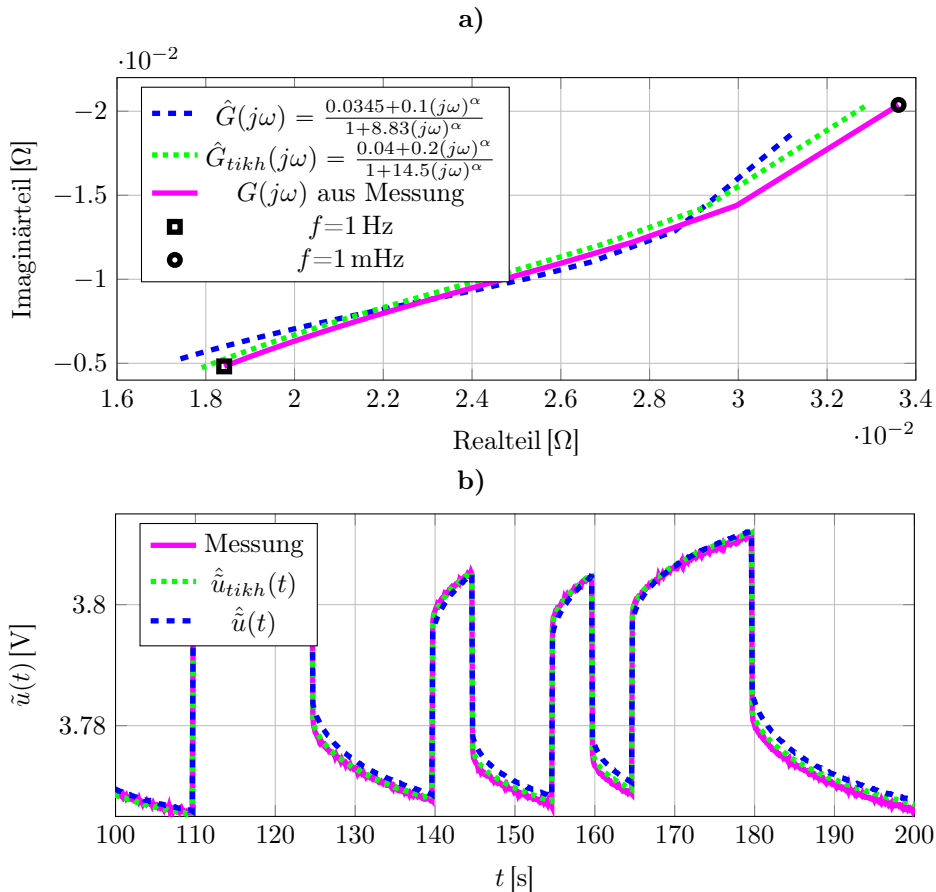 a)
·10⁻²
−2
−1.5
−1
−0.5
Imaginärteil [Ω]
Ĝ(jω) = (0.0345+0.1(jω)^α)/(1+8.83(jω)^α)
Ĝ_tikh(jω) = (0.04+0.2(jω)^α)/(1+14.5(jω)^α)
G(jω) aus Messung
f=1 Hz
f=1 mHz
1.6 1.8 2 2.2 2.4 2.6 2.8 3 3.2 3.4
Realteil [Ω]
·10⁻²
b)
Messung
û̃_tikh(t)
û̃(t)
3.8
3.78
ũ(t) [V]
100 110 120 130 140 150 160 170 180 190 200
t [s]